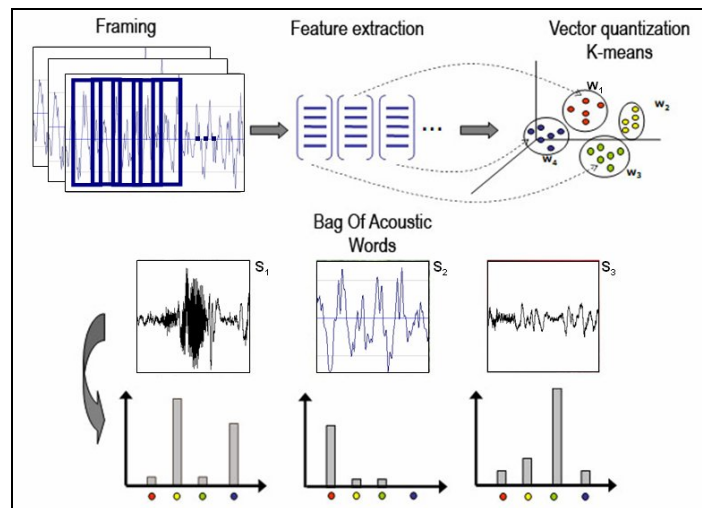 Framing
Feature extraction
Vector quantization
K-means
W1
W2
W3
W4
...
Bag Of Acoustic
Words
S1
S2
S3